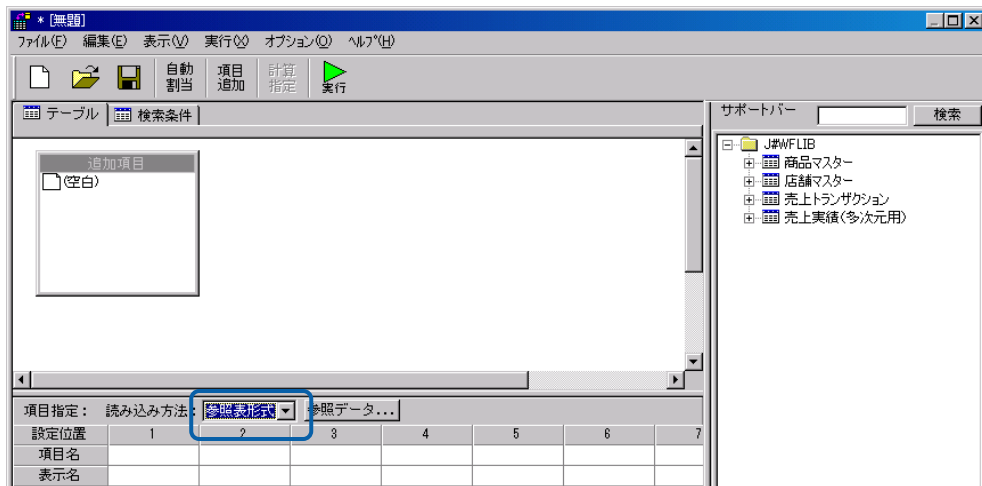 * [無題]
ファイル(F) 編集(E) 表示(V) 実行(X) オプション(O) ヘルプ(H)
自動割当 項目追加 計算指定 実行
テーブル 検索条件
サポートバー 検索
追加項目
(空白)
J#WFLIB
商品マスター
店舗マスター
売上トランザクション
売上実績(多次元用)
項目指定： 読み込み方法： 参照表形式 参照データ...
設定位置 1 2 3 4 5 6 7
項目名
表示名